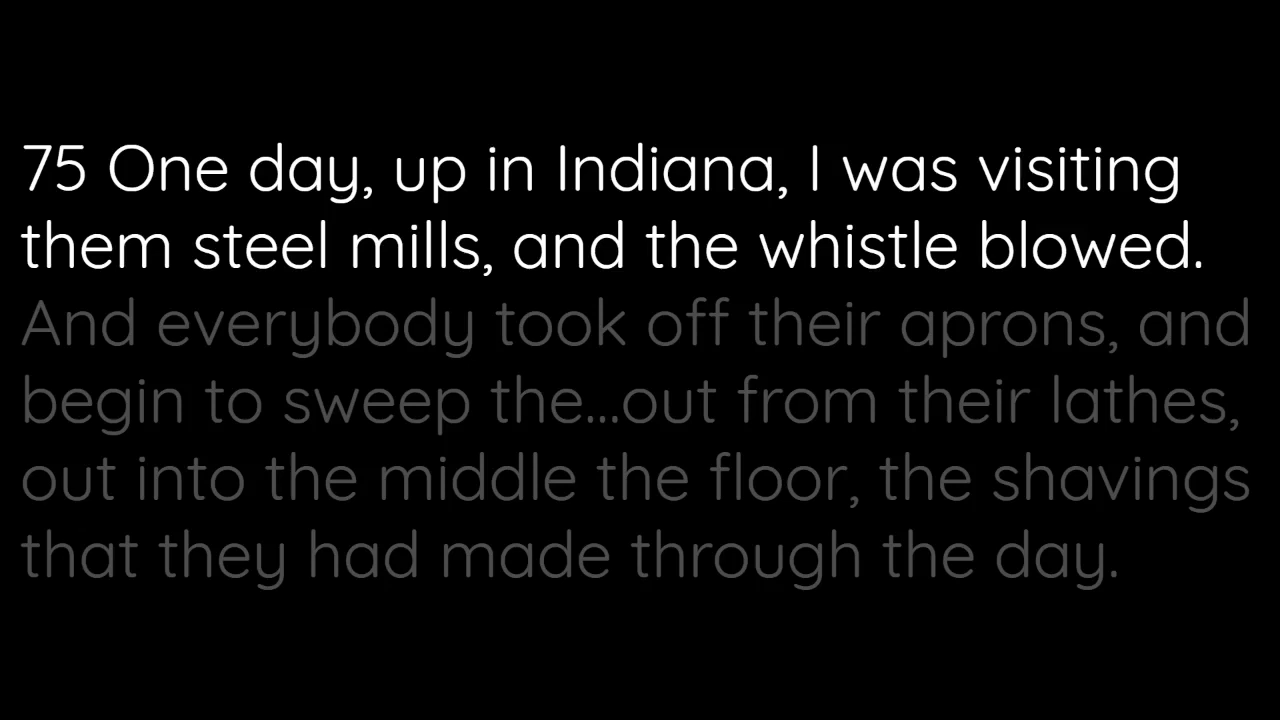 75 One day, up in Indiana, I was visiting
them steel mills, and the whistle blowed.
And everybody took off their aprons, and
begin to sweep the...out from their lathes,
out into the middle the floor, the shavings
that they had made through the day.